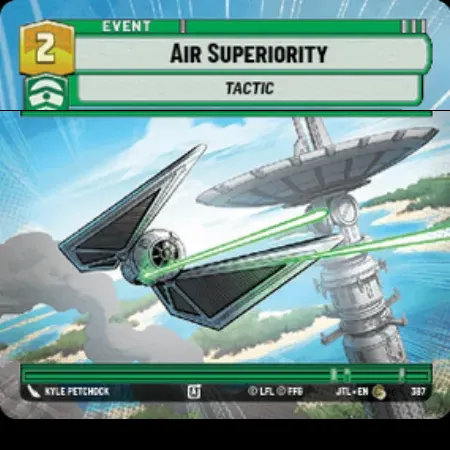 EVENT
2
AIR SUPERIORITY
TACTIC
KYLE PETCHOCK
© LFL © FFG
JTL • EN
387